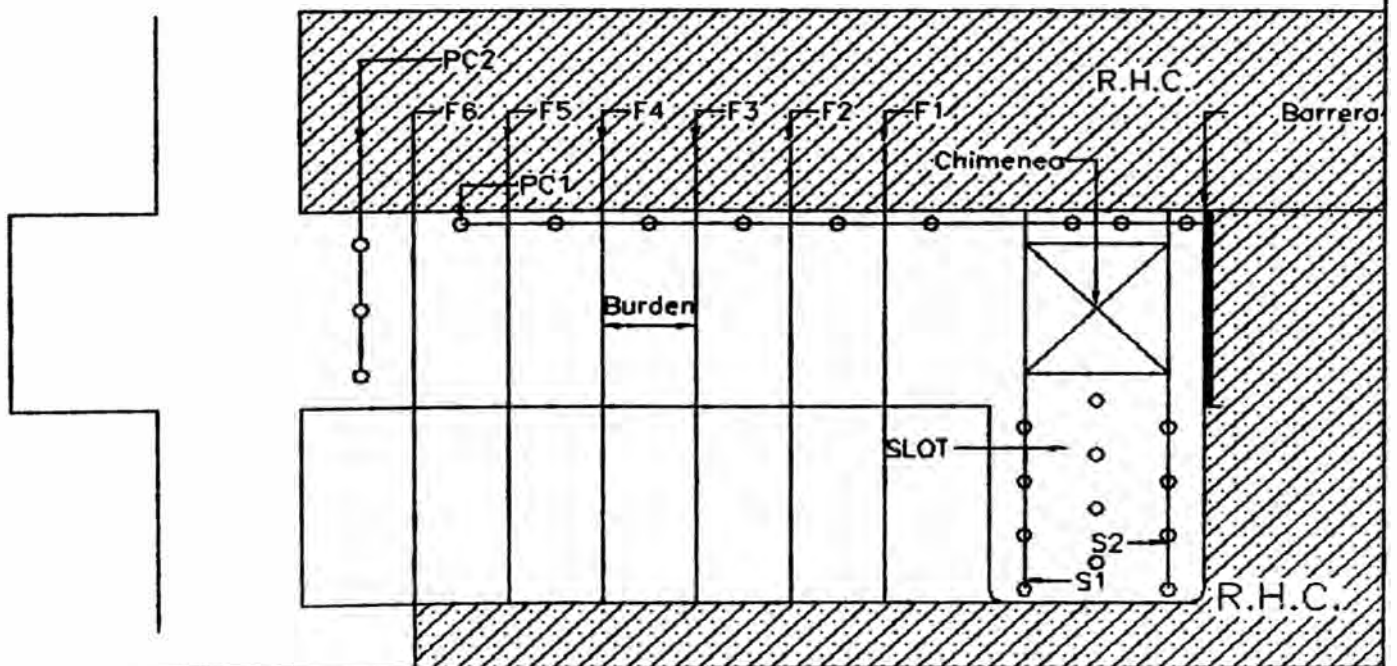 PC2
R.H.C.
F6 F5 F4 F3 F2 F1 Barrera
Chimenea
PC1
Burden
SLOT
S2
S1
R.H.C.